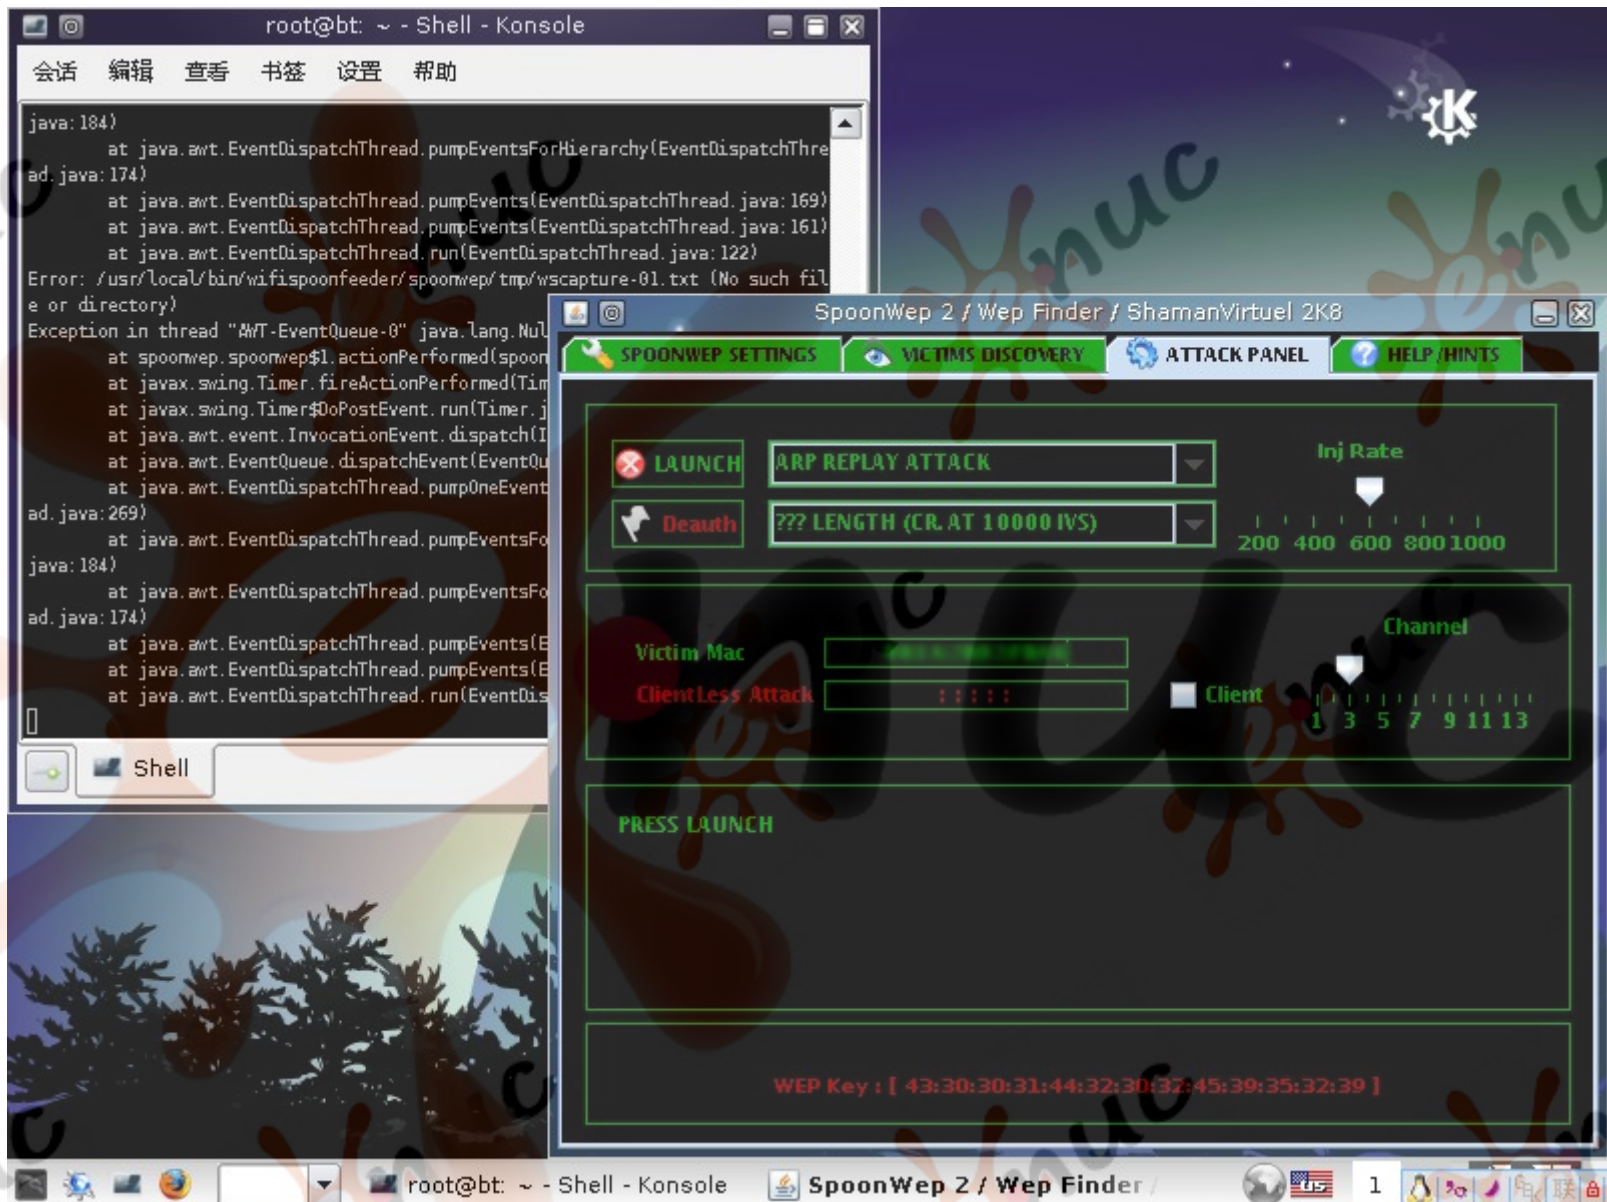 root@bt: ~ - Shell - Konsole
会话 编辑 查看 书签 设置 帮助
java:184)
at java.awt.EventDispatchThread.pumpEventsForHierarchy(EventDispatchThre
ad.java:174)
at java.awt.EventDispatchThread.pumpEvents(EventDispatchThread.java:169)
at java.awt.EventDispatchThread.pumpEvents(EventDispatchThread.java:161)
at java.awt.EventDispatchThread.run(EventDispatchThread.java:122)
Error: /usr/local/bin/wifispoonfeeder/spoonwep/tmp/wscapture-01.txt (No such fil
e or directory)
Exception in thread "AWT-EventQueue-0" java.lang.Nul
at spoonwep.spoonwep$1.actionPerformed(spoon
at javax.swing.Timer.fireActionPerformed(Tim
at javax.swing.Timer$DoPostEvent.run(Timer.j
at java.awt.event.InvocationEvent.dispatch(I
at java.awt.EventQueue.dispatchEvent(EventQu
at java.awt.EventDispatchThread.pumpOneEvent
ad.java:269)
at java.awt.EventDispatchThread.pumpEventsFo
java:184)
at java.awt.EventDispatchThread.pumpEventsFo
ad.java:174)
at java.awt.EventDispatchThread.pumpEvents(E
at java.awt.EventDispatchThread.pumpEvents(E
at java.awt.EventDispatchThread.run(EventDis
Shell
SpoonWep 2 / Wep Finder / ShamanVirtuel 2K8
SPOONWEP SETTINGS VICTIMS DISCOVERY ATTACK PANEL HELP/HINTS
LAUNCH ARP REPLAY ATTACK
Inj Rate
Deauth ??? LENGTH (CR. AT 10000 IVS)
200 400 600 800 1000
Channel
Victim Mac
ClientLess Attack : : : : : Client
1 3 5 7 9 11 13
PRESS LAUNCH
WEP Key : [ 43:30:30:31:44:32:30:32:45:39:35:32:39 ]
root@bt: ~ - Shell - Konsole SpoonWep 2 / Wep Finder /
us 1